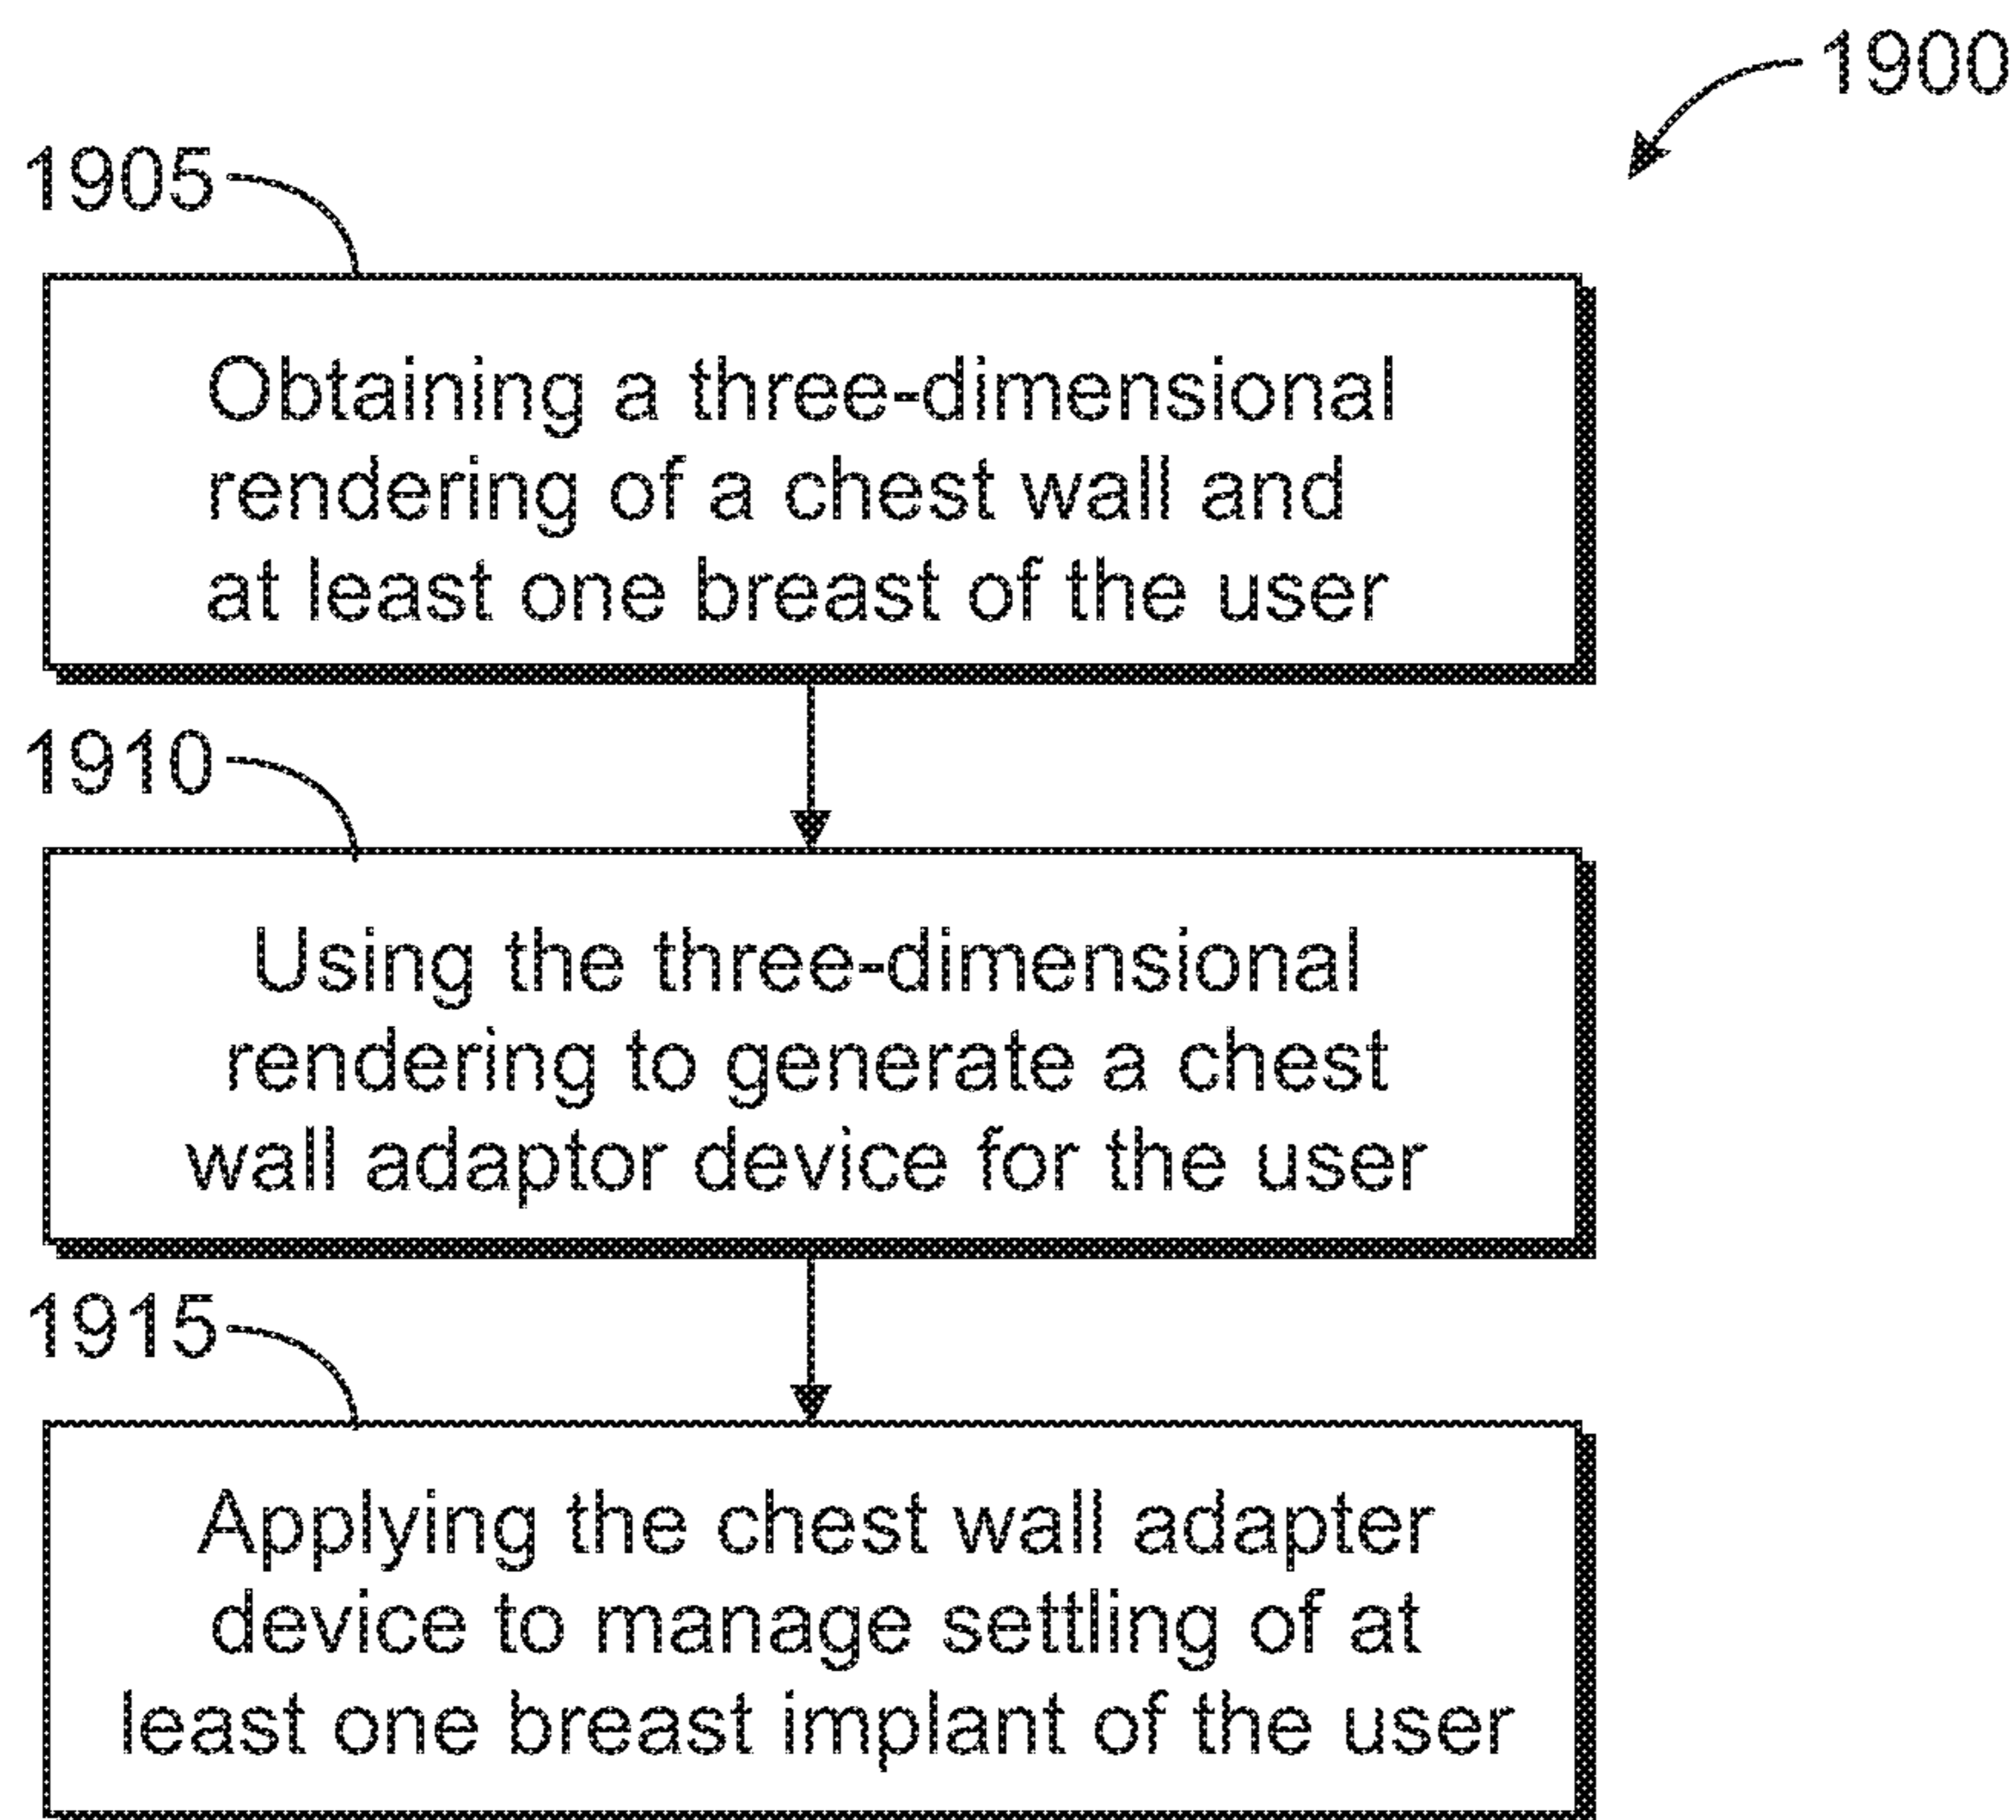 1900
1905
Obtaining a three-dimensional
rendering of a chest wall and
at least one breast of the user
1910
Using the three-dimensional
rendering to generate a chest
wall adaptor device for the user
1915
Applying the chest wall adapter
device to manage settling of at
least one breast implant of the user